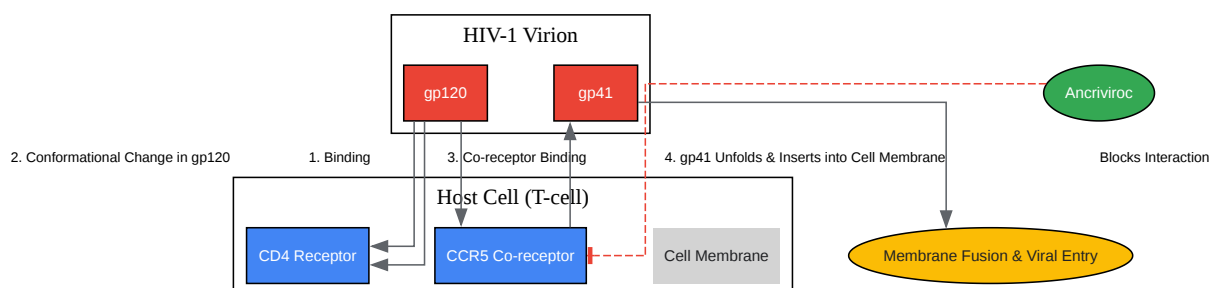 HIV-1 Virion
gp120
gp41
Ancriviroc
2. Conformational Change in gp120
1. Binding
3. Co-receptor Binding
4. gp41 Unfolds & Inserts into Cell Membrane
Blocks Interaction
Host Cell (T-cell)
CD4 Receptor
CCR5 Co-receptor
Cell Membrane
Membrane Fusion & Viral Entry